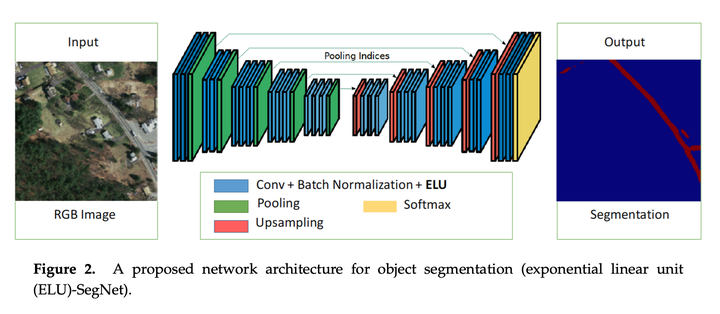 Input
Output
Pooling Indices
RGB Image
Conv + Batch Normalization + ELU
Pooling
Softmax
Upsampling
Segmentation
Figure 2. A proposed network architecture for object segmentation (exponential linear unit
(ELU)-SegNet).